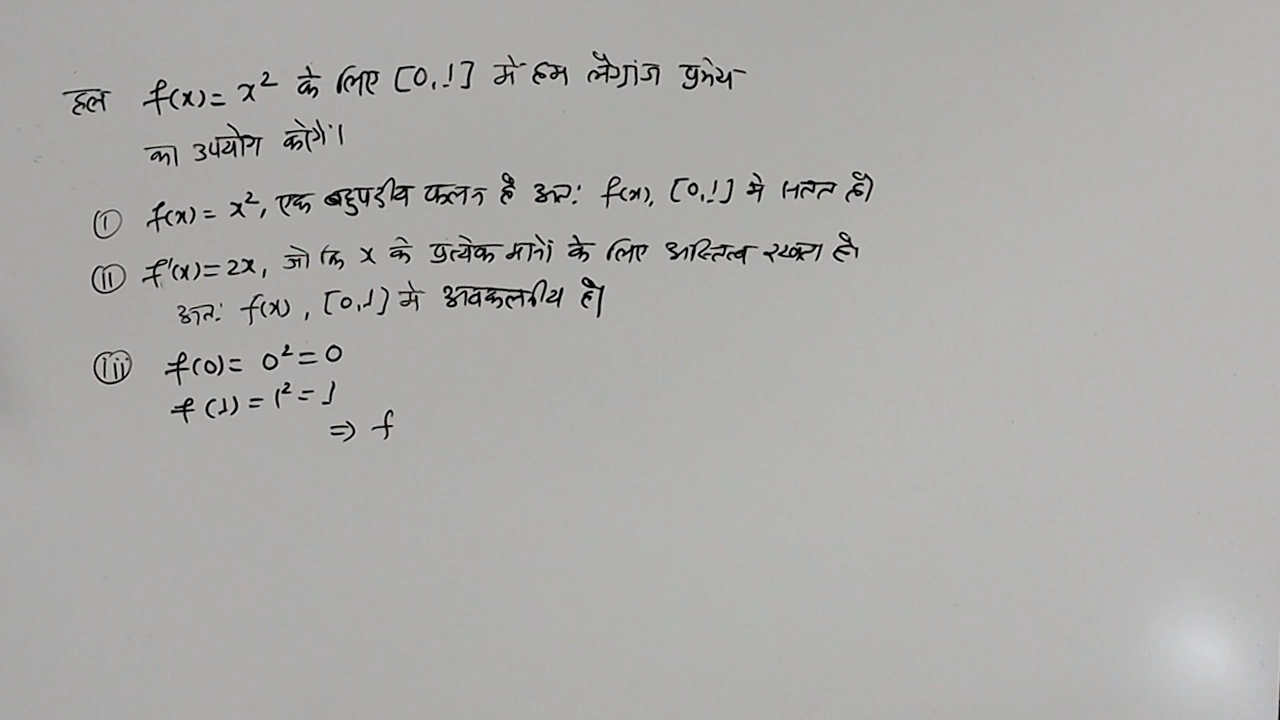 हल f(x) = x² के लिए [0,1] में हम लैग्रांज प्रमेय
का उपयोग करेंगें।
(i) f(x) = x², एक बहुपदीय फलन है अतः f(x), [0,1] मे सतत है।
(ii) f'(x) = 2x, जो कि x के प्रत्येक मानों के लिए अस्तित्व रखता है।
अतः f(x), [0,1] मे अवकलनीय है।
(iii) f(0) = 0² = 0
f(1) = 1² = 1
⇒ f